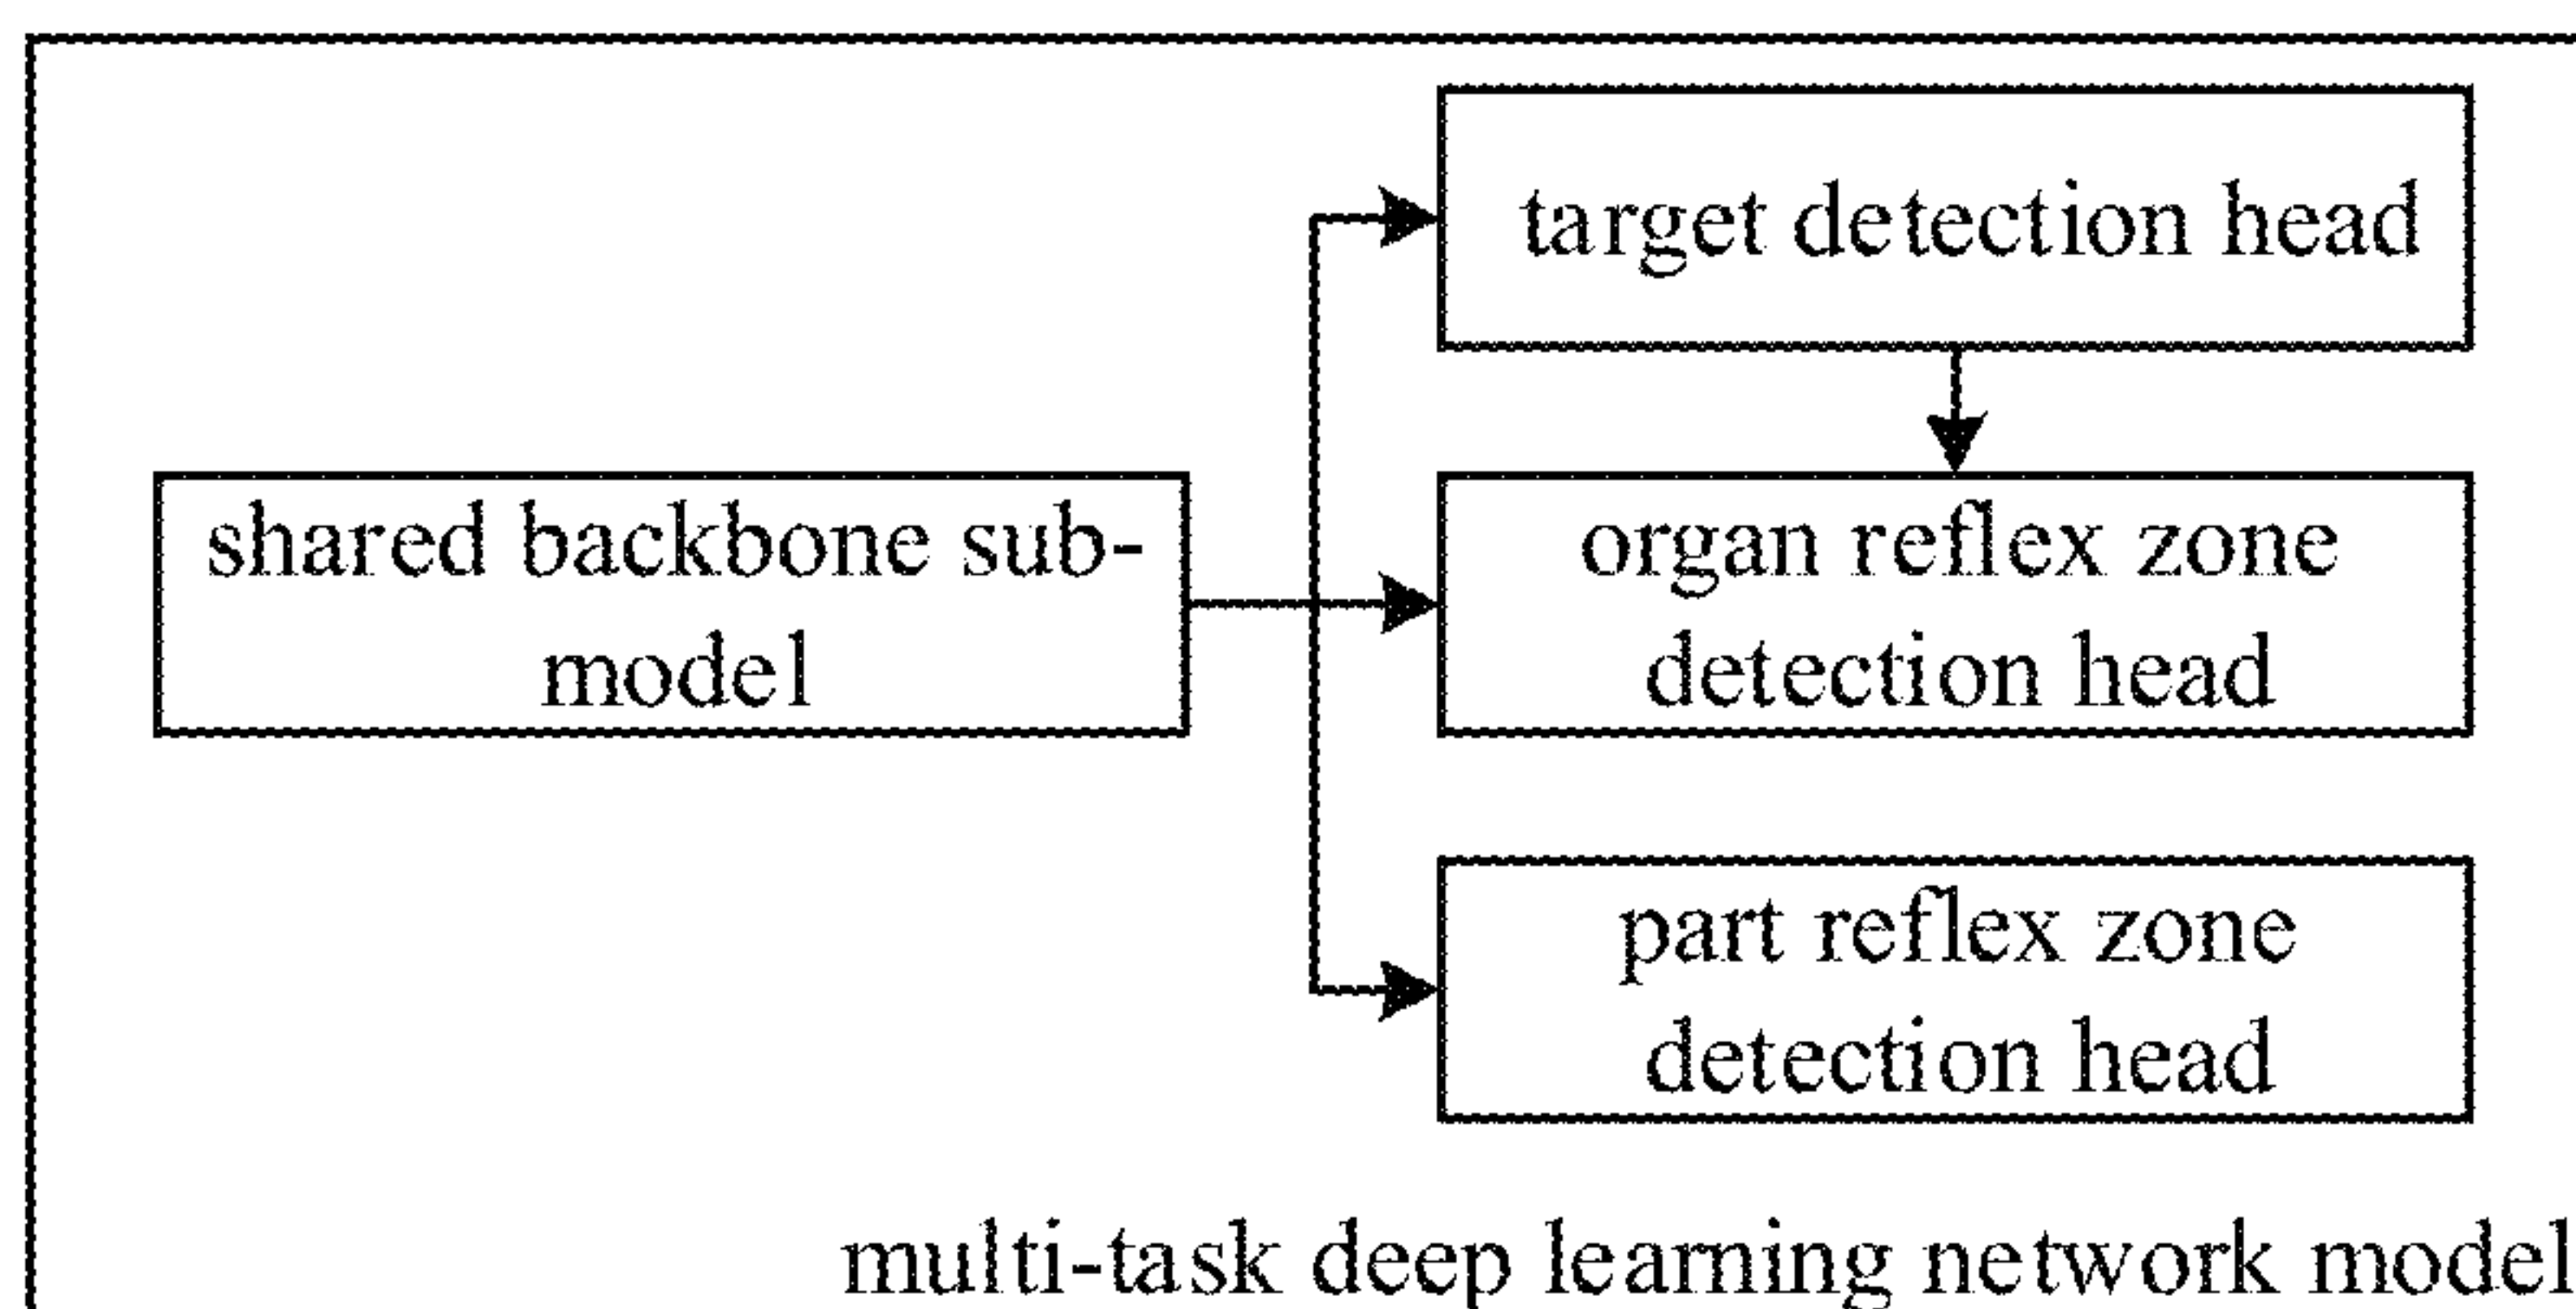 target detection head
shared backbone sub-
model
organ reflex zone
detection head
part reflex zone
detection head
multi-task deep learning network model